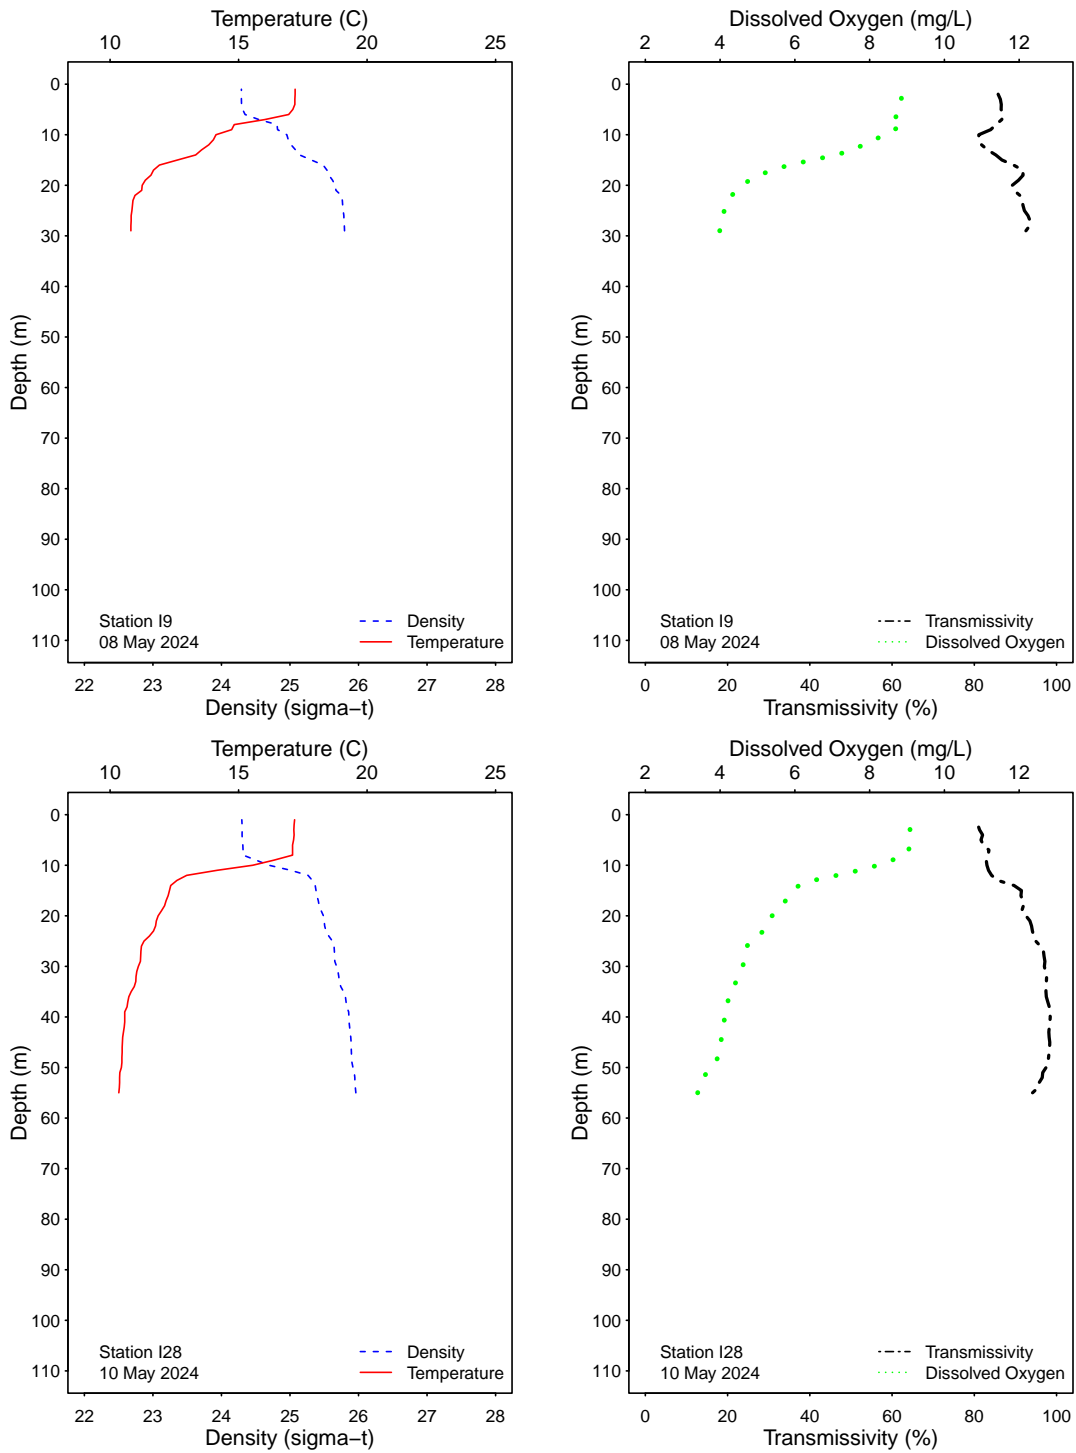 Temperature (C)
10 15 20 25
Depth (m)
0
10
20
30
40
50
60
70
80
90
100
110
Station I9
08 May 2024
Density
Temperature
22 23 24 25 26 27 28
Density (sigma−t)
Dissolved Oxygen (mg/L)
2 4 6 8 10 12
Depth (m)
0
10
20
30
40
50
60
70
80
90
100
110
Station I9
08 May 2024
Transmissivity
Dissolved Oxygen
0 20 40 60 80 100
Transmissivity (%)
Temperature (C)
10 15 20 25
Depth (m)
0
10
20
30
40
50
60
70
80
90
100
110
Station I28
10 May 2024
Density
Temperature
22 23 24 25 26 27 28
Density (sigma−t)
Dissolved Oxygen (mg/L)
2 4 6 8 10 12
Depth (m)
0
10
20
30
40
50
60
70
80
90
100
110
Station I28
10 May 2024
Transmissivity
Dissolved Oxygen
0 20 40 60 80 100
Transmissivity (%)